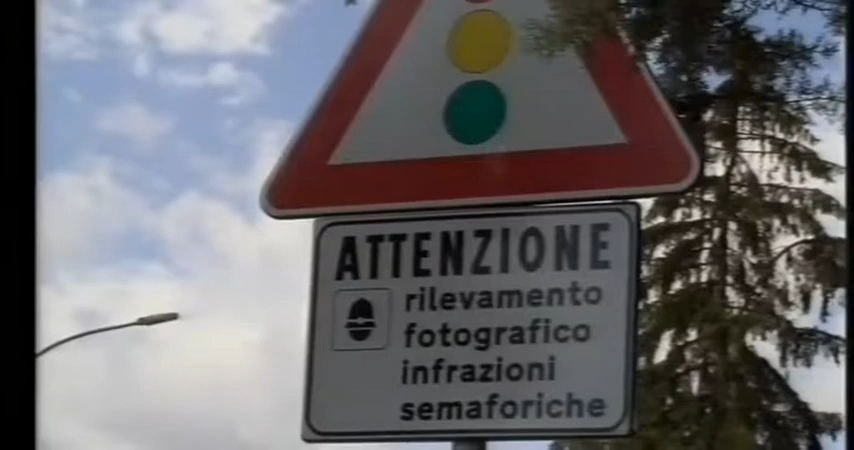 ATTENZIONE
rilevamento
fotografico
infrazioni
semaforiche